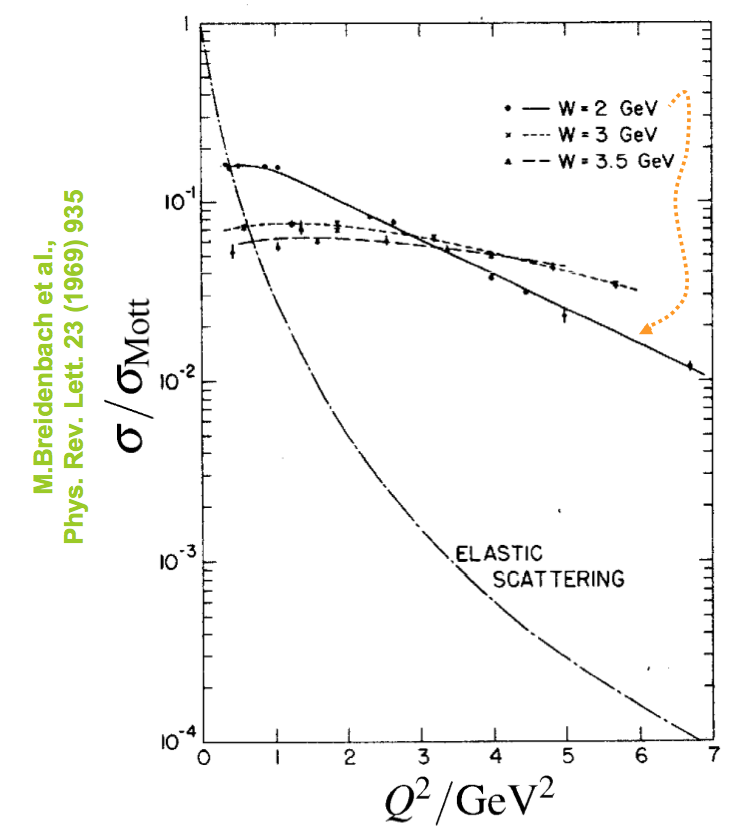 M.Breidenbach et al.,
Phys. Rev. Lett. 23 (1969) 935
σ/σMott
1
10-1
10-2
10-3
10-4
W = 2 GeV
W = 3 GeV
W = 3.5 GeV
ELASTIC
SCATTERING
0 1 2 3 4 5 6 7
Q²/GeV²